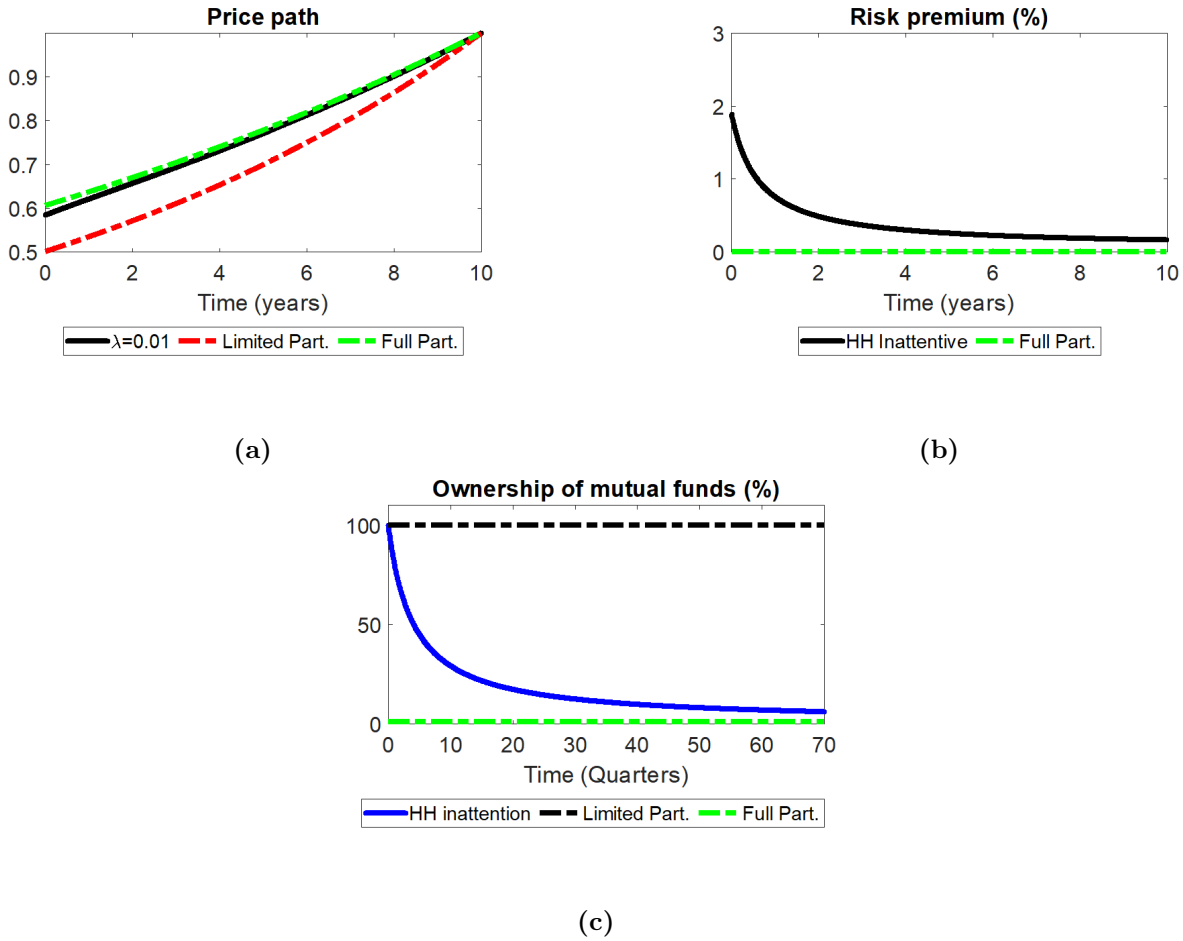 Price path
0.9
0.8
0.7
0.6
0.5
0 2 4 6 8 10
Time (years)
λ=0.01 Limited Part. Full Part.
(a)
Risk premium (%)
3
2
1
0
0 2 4 6 8 10
Time (years)
HH Inattentive Full Part.
(b)
Ownership of mutual funds (%)
100
50
0
0 10 20 30 40 50 60 70
Time (Quarters)
HH inattention Limited Part. Full Part.
(c)